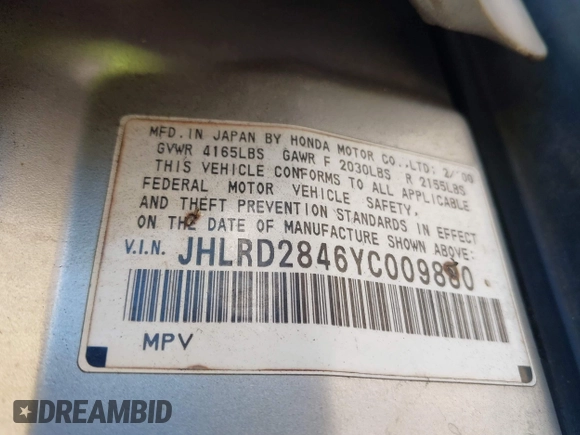 MFD. IN JAPAN BY HONDA MOTOR CO.,LTD: 2/'00
GVWR 4165LBS GAWR F 2030LBS R 2155LBS
THIS VEHICLE CONFORMS TO ALL APPLICABLE
FEDERAL MOTOR VEHICLE SAFETY,
AND THEFT PREVENTION STANDARDS IN EFFECT
ON THE DATE OF MANUFACTURE SHOWN ABOVE:
V.I.N.
MPV
DREAMBID